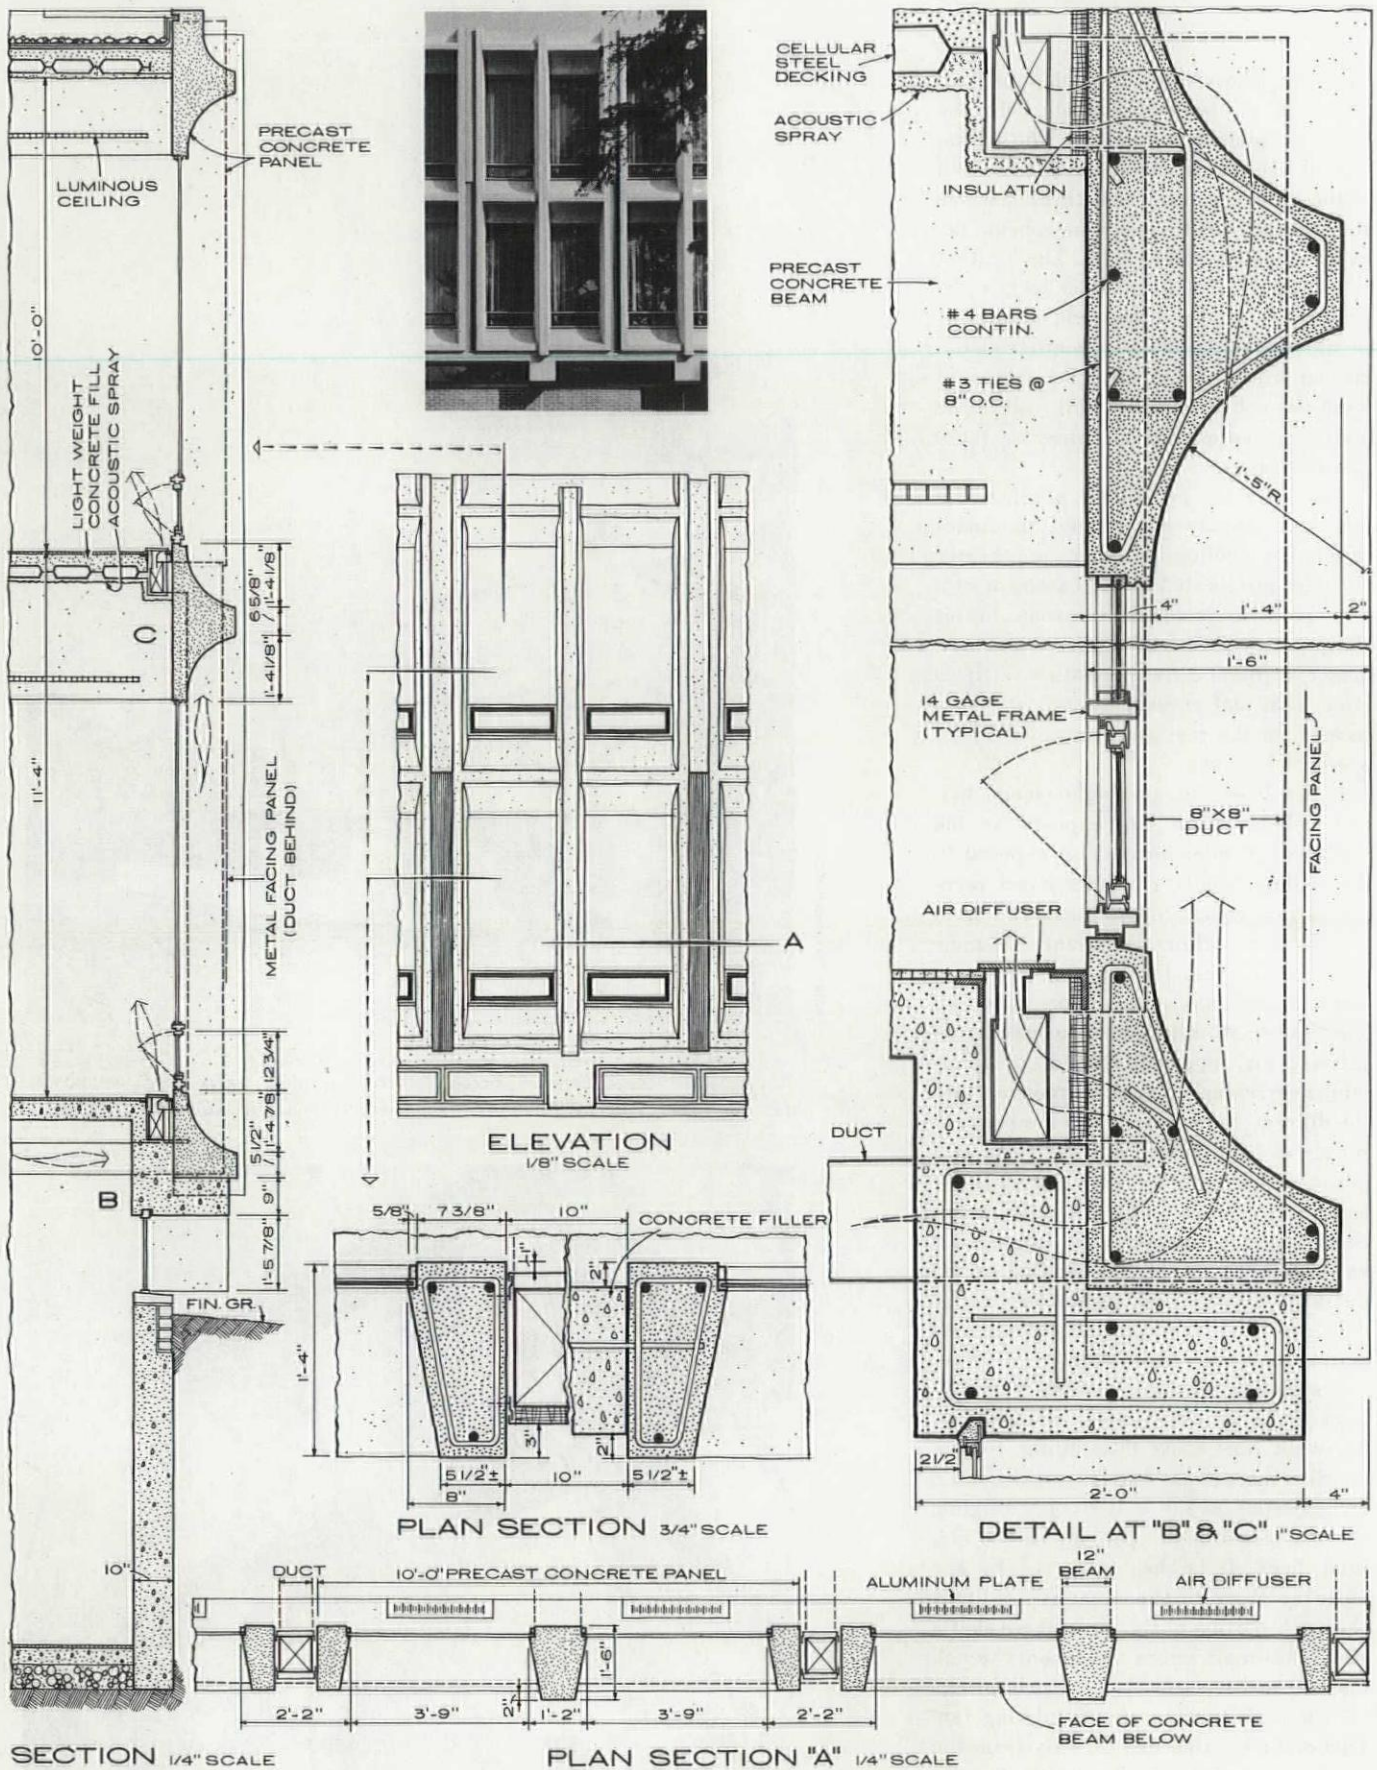 PRECAST
CONCRETE
PANEL
LUMINOUS
CEILING
10'-0"
LIGHT WEIGHT
CONCRETE FILL
ACOUSTIC SPRAY
C
6 5/8"
1'-4 1/8"
1'-4 1/8"
11'-4"
METAL FACING PANEL
(DUCT BEHIND)
12 3/4"
1'-4 7/8"
5 1/2"
9"
1'-5 7/8"
B
FIN. GR.
10"
SECTION 1/4" SCALE
A
ELEVATION
1/8" SCALE
5/8"
7 3/8"
10"
CONCRETE FILLER
1"
2"
1'-4"
3"
2"
5 1/2"±
10"
5 1/2"±
8"
PLAN SECTION 3/4" SCALE
CELLULAR
STEEL
DECKING
ACOUSTIC
SPRAY
INSULATION
PRECAST
CONCRETE
BEAM
#4 BARS
CONTIN.
#3 TIES @
8" O.C.
1'-5" R
4"
1'-4"
2"
1'-6"
14 GAGE
METAL FRAME
(TYPICAL)
FACING PANEL
8"X8"
DUCT
AIR DIFFUSER
DUCT
2 1/2"
2'-0"
4"
DETAIL AT "B" & "C" 1" SCALE
DUCT
10'-0" PRECAST CONCRETE PANEL
ALUMINUM PLATE
12"
BEAM
AIR DIFFUSER
1'-6"
2"
2'-2"
3'-9"
1'-2"
3'-9"
2'-2"
FACE OF CONCRETE
BEAM BELOW
PLAN SECTION "A" 1/4" SCALE